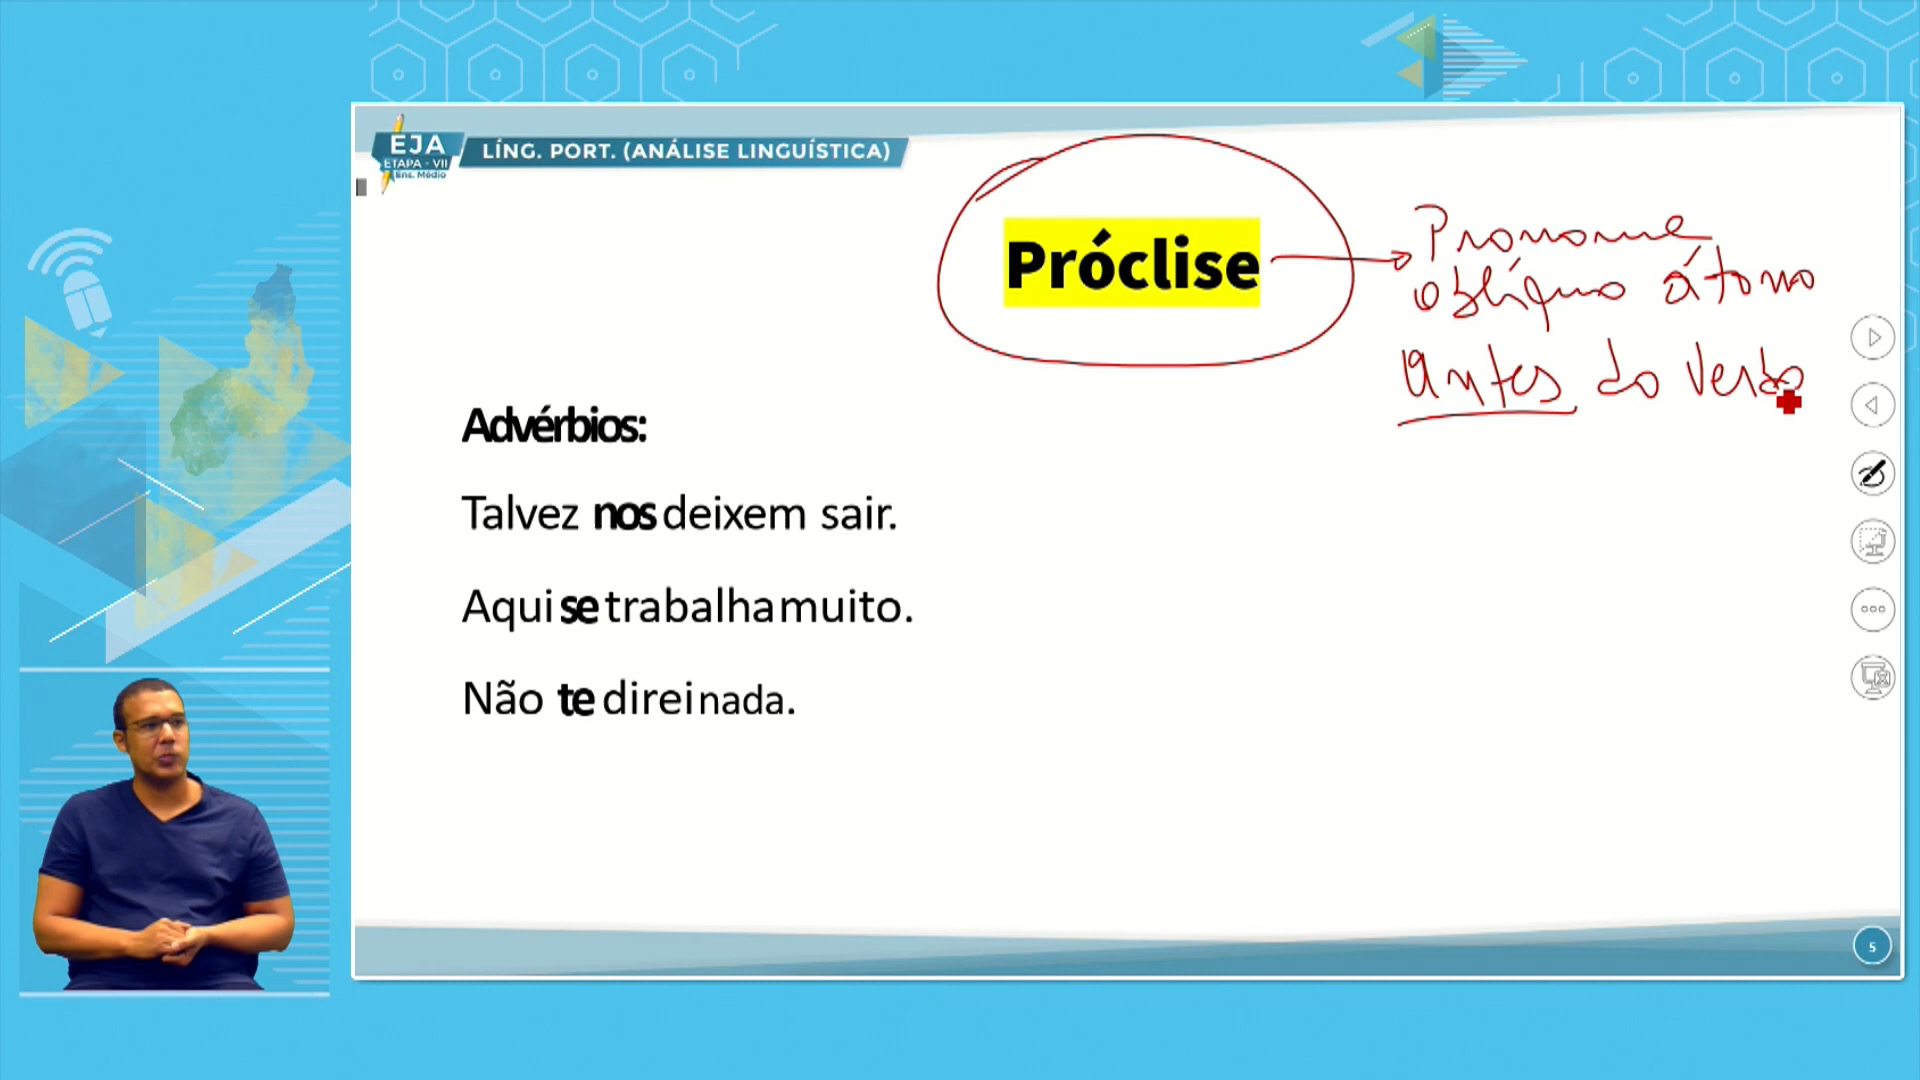 EJA
ETAPA - VII
Ens. Médio
LÍNG. PORT. (ANÁLISE LINGUÍSTICA)
Próclise
Pronome
oblíquo átono
Antes do verbo
Advérbios:
Talvez nos deixem sair.
Aqui se trabalha muito.
Não te direi nada.
5